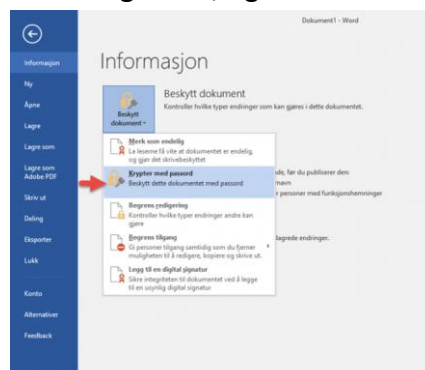 Dokument1 - Word
Informasjon
Informasjon
Ny
Åpne
Lagre
Lagre som
Lagre som
Adobe PDF
Skriv ut
Deling
Eksporter
Lukk
Konto
Alternativer
Feedback
Beskytt
dokument
Beskytt dokument
Kontroller hvilke typer endringer som kan gjøres i dette dokumentet.
Merk som endelig
La leserne få vite at dokumentet er endelig,
og gjør det skrivebeskyttet
Krypter med passord
Beskytt dette dokumentet med passord
Begrens redigering
Kontroller hvilke typer endringer andre kan
gjøre
Begrens tilgang
Gi personer tilgang samtidig som du fjerner
muligheten til å redigere, kopiere og skrive ut.
Legg til en digital signatur
Sikre integriteten til dokumentet ved å legge
til en usynlig digital signatur
før du publiserer den:
personer med funksjonshemninger
lagrede endringer.